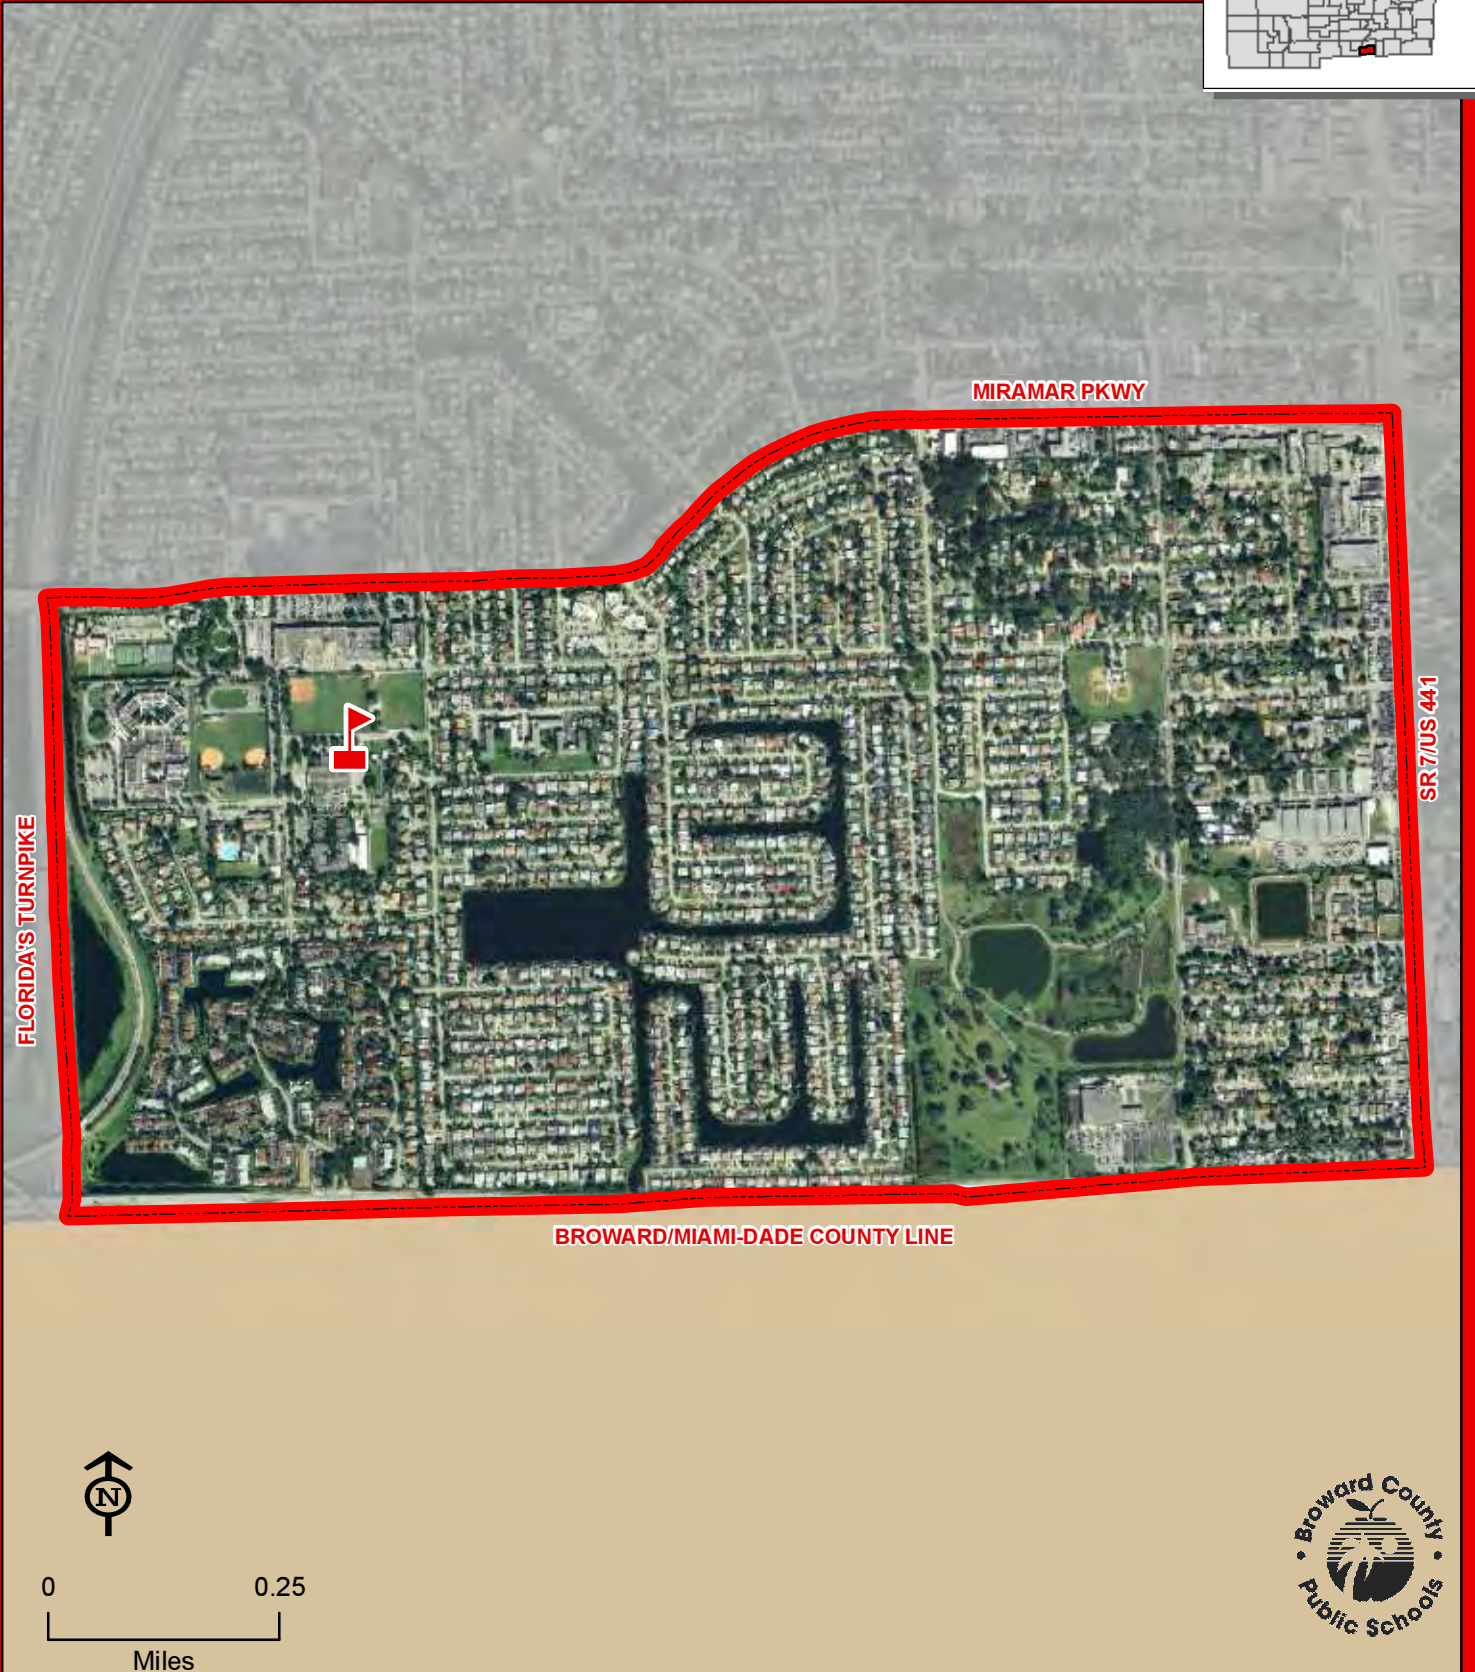 MIRAMAR PKWY
SR 7/US 441
FLORIDA'S TURNPIKE
BROWARD/MIAMI-DADE COUNTY LINE
N
0 0.25
Miles
Broward County
Public Schools